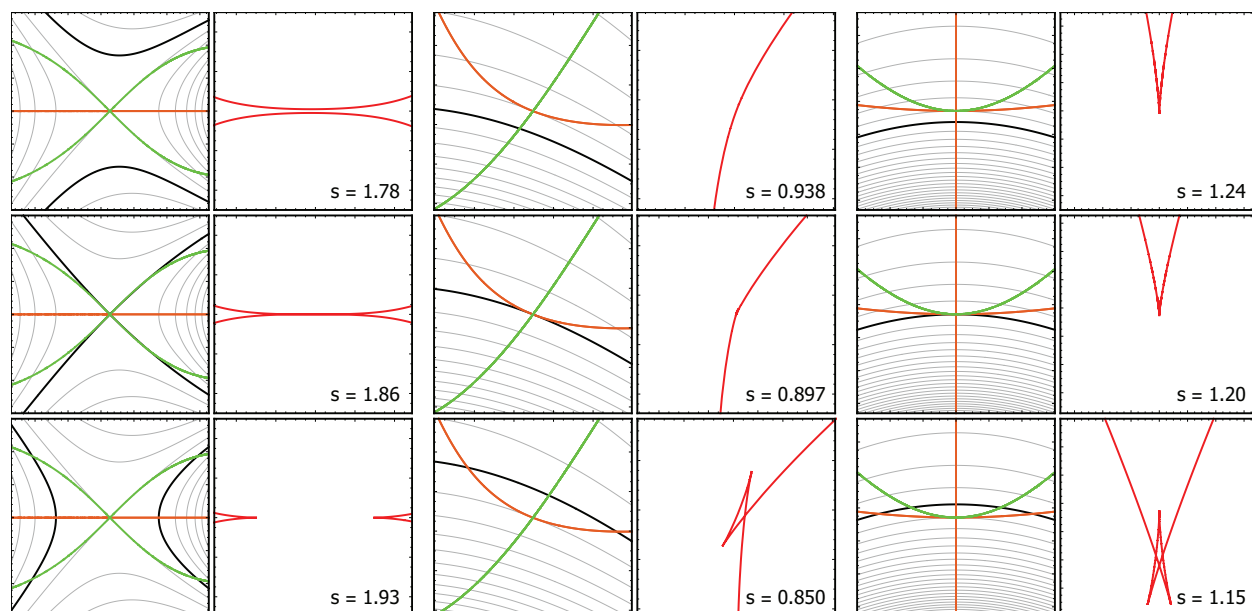 s = 1.78
s = 0.938
s = 1.24
s = 1.86
s = 0.897
s = 1.20
s = 1.93
s = 0.850
s = 1.15